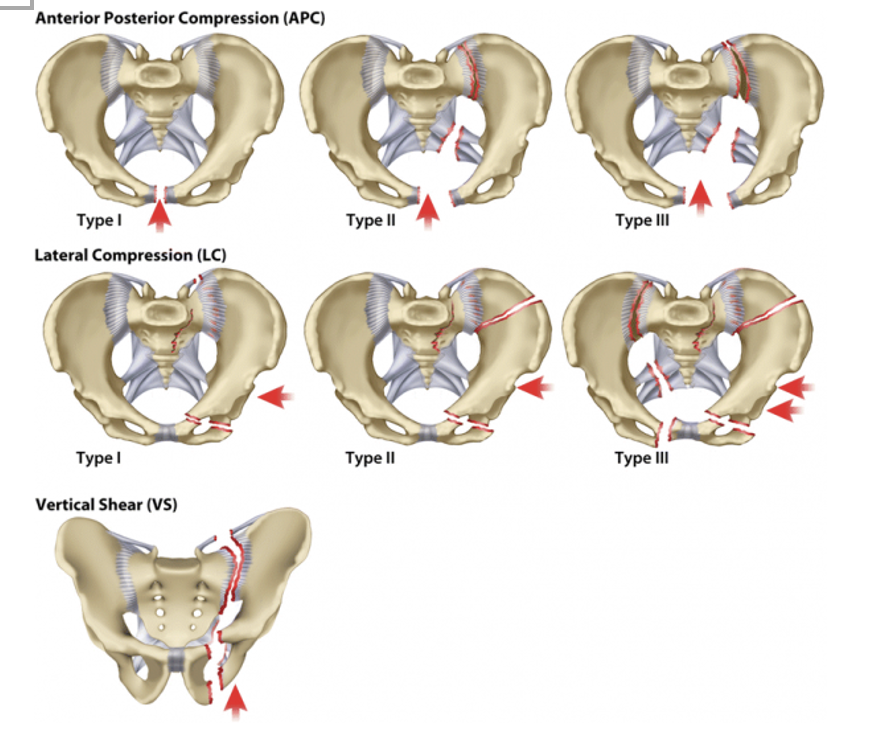 Anterior Posterior Compression (APC)
Type I
Type II
Type III
Lateral Compression (LC)
Type I
Type II
Type III
Vertical Shear (VS)